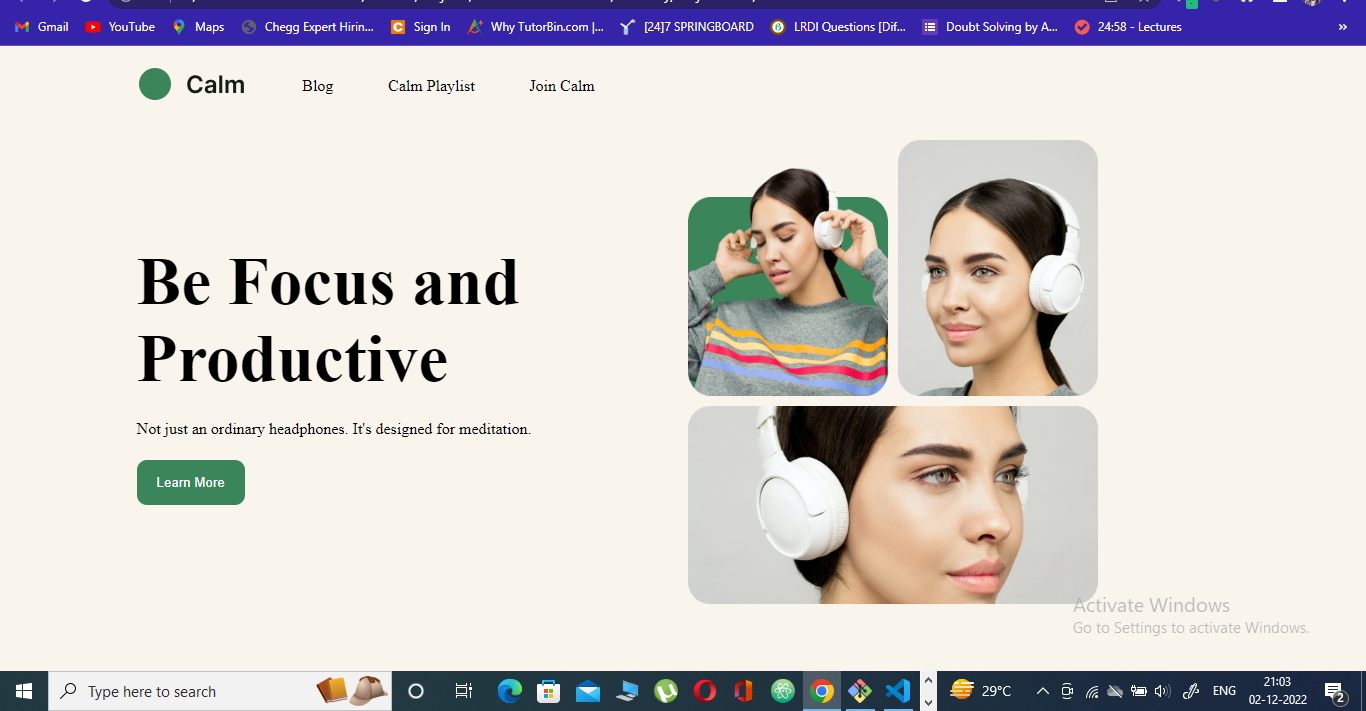 Gmail YouTube Maps Chegg Expert Hirin... Sign In Why TutorBin.com |... [24]7 SPRINGBOARD LRDI Questions [Dif... Doubt Solving by A... 24:58 - Lectures »
Calm Blog Calm Playlist Join Calm
Be Focus and
Productive
Not just an ordinary headphones. It's designed for meditation.
Learn More
Activate Windows
Go to Settings to activate Windows.
Type here to search
29°C
ENG
21:03
02-12-2022
2